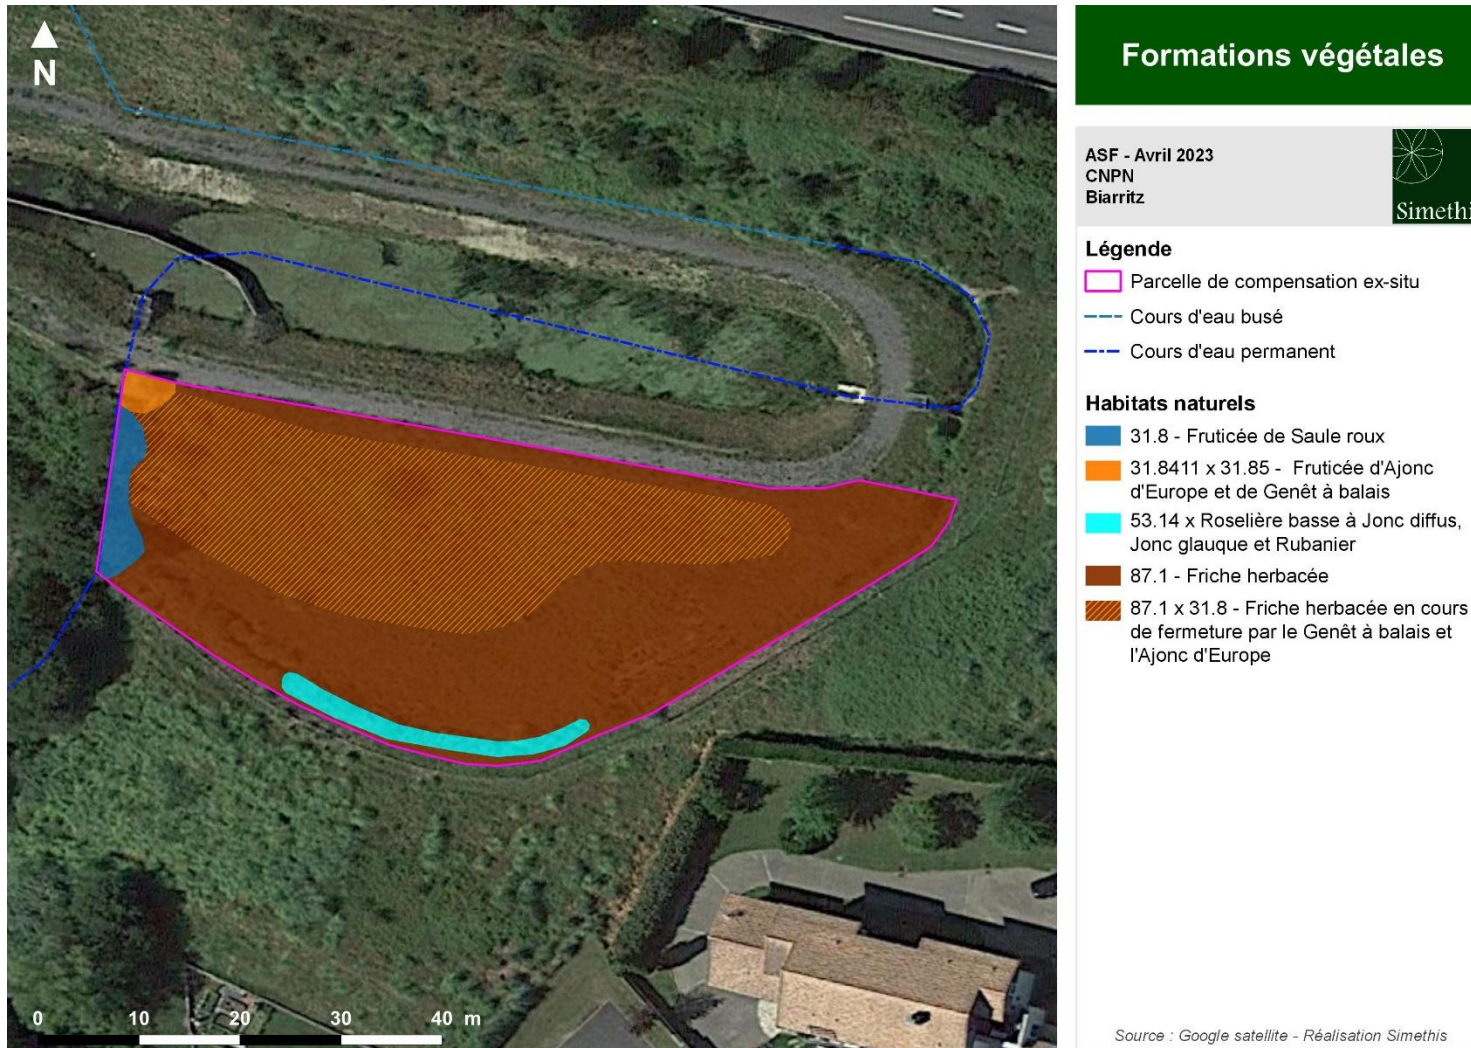 N
Formations végétales
ASF - Avril 2023
CNPN
Biarritz
Simethi
Légende
Parcelle de compensation ex-situ
Cours d'eau busé
Cours d'eau permanent
Habitats naturels
31.8 - Fruticée de Saule roux
31.8411 x 31.85 - Fruticée d'Ajonc
d'Europe et de Genêt à balais
53.14 x Roselière basse à Jonc diffus,
Jonc glauque et Rubanier
87.1 - Friche herbacée
87.1 x 31.8 - Friche herbacée en cours
de fermeture par le Genêt à balais et
l'Ajonc d'Europe
0 10 20 30 40 m
Source : Google satellite - Réalisation Simethis